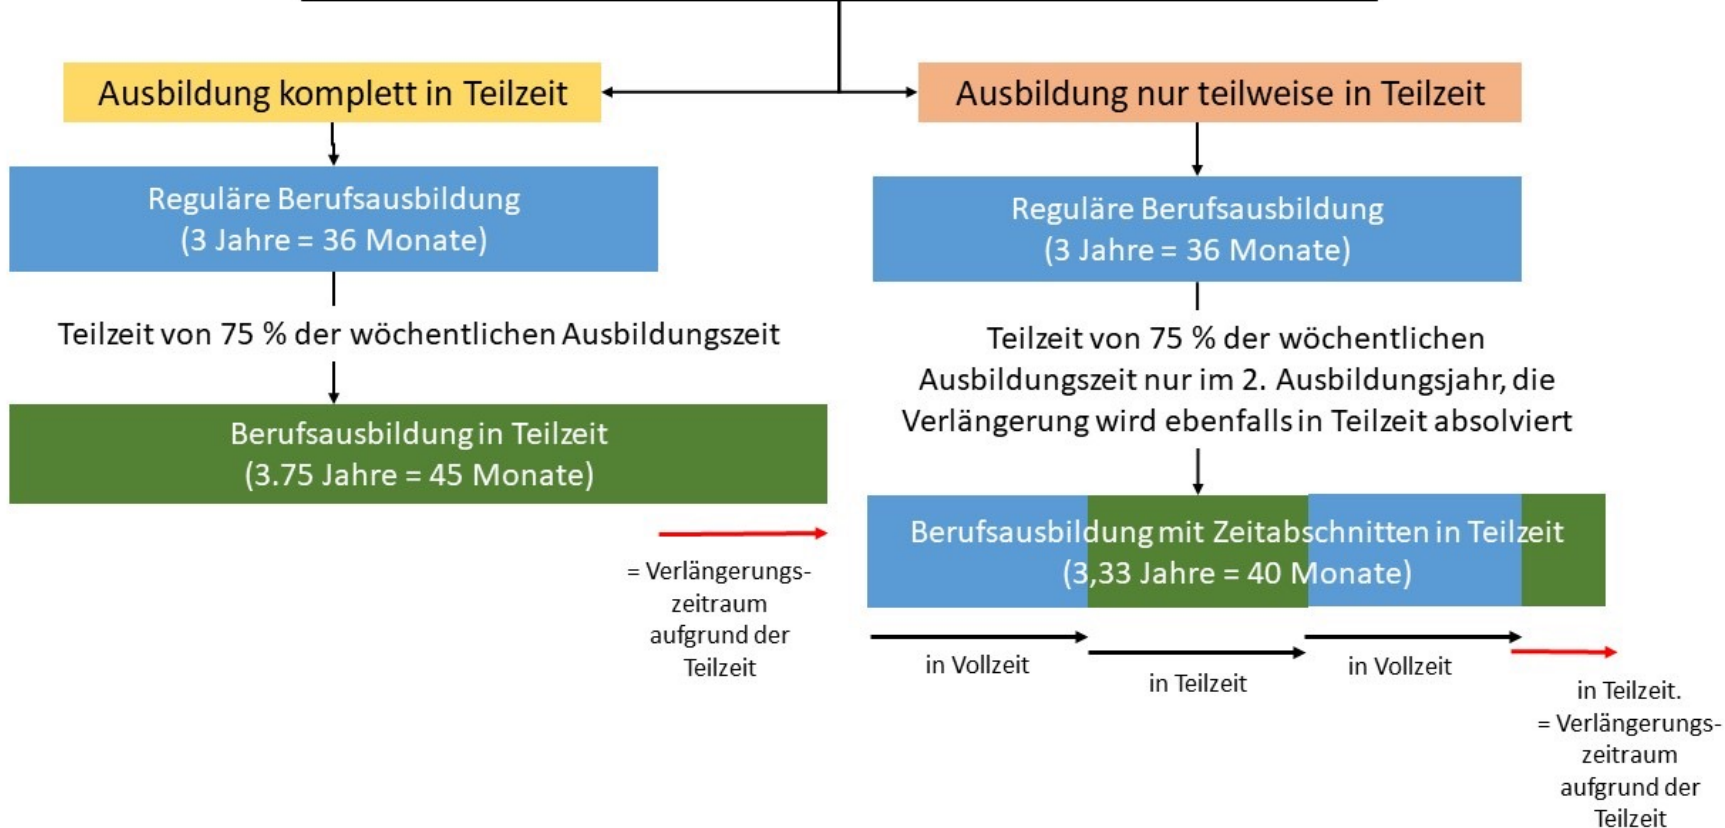 Ausbildung komplett in Teilzeit
Ausbildung nur teilweise in Teilzeit
Reguläre Berufsausbildung
(3 Jahre = 36 Monate)
Reguläre Berufsausbildung
(3 Jahre = 36 Monate)
Teilzeit von 75 % der wöchentlichen Ausbildungszeit
Teilzeit von 75 % der wöchentlichen
Ausbildungszeit nur im 2. Ausbildungsjahr, die
Verlängerung wird ebenfalls in Teilzeit absolviert
Berufsausbildung in Teilzeit
(3.75 Jahre = 45 Monate)
= Verlängerungs-
zeitraum
aufgrund der
Teilzeit
Berufsausbildung mit Zeitabschnitten in Teilzeit
(3,33 Jahre = 40 Monate)
in Vollzeit
in Teilzeit
in Vollzeit
in Teilzeit.
= Verlängerungs-
zeitraum
aufgrund der
Teilzeit